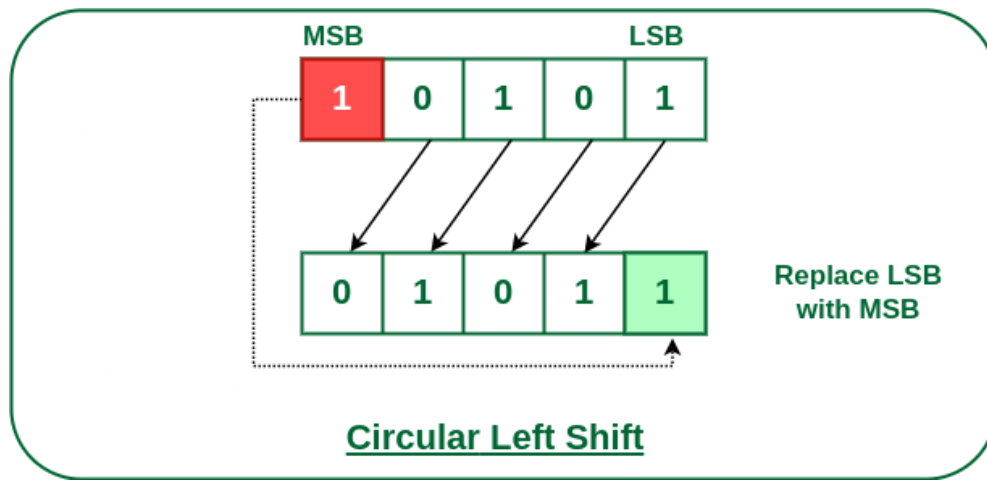 MSB LSB
1 0 1 0 1
0 1 0 1 1
Replace LSB
with MSB
Circular Left Shift